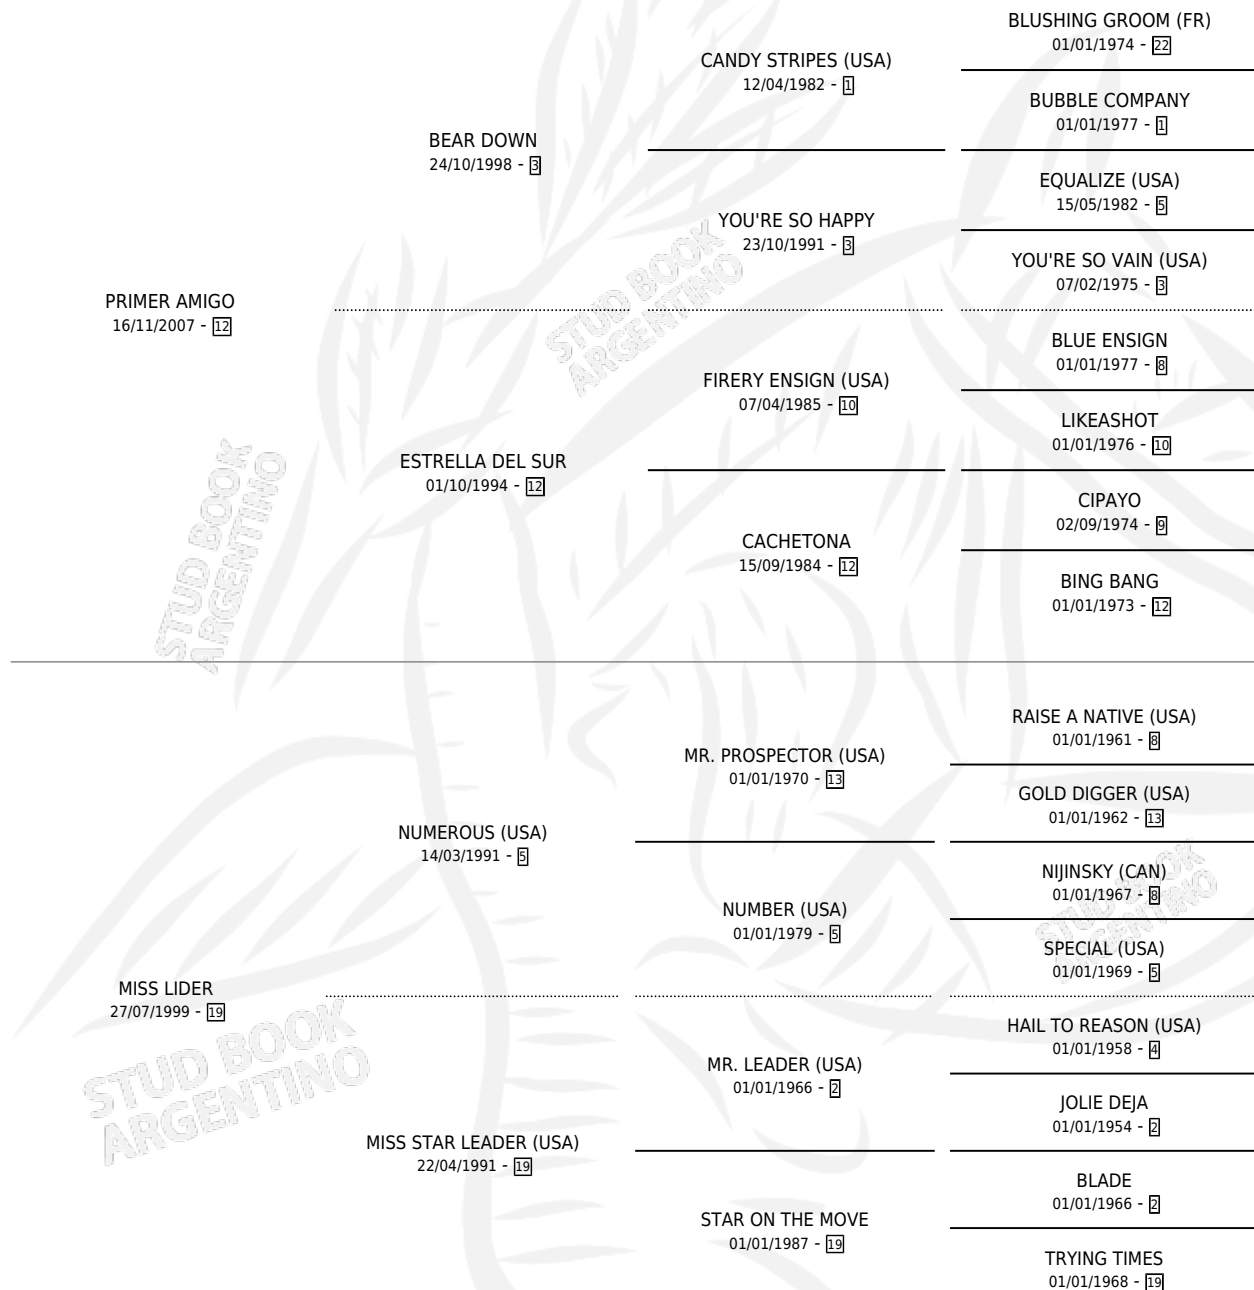 BLUSHING GROOM (FR)
01/01/1974 - 22
CANDY STRIPES (USA)
12/04/1982 - 1
BUBBLE COMPANY
01/01/1977 - 1
BEAR DOWN
24/10/1998 - 3
EQUALIZE (USA)
15/05/1982 - 5
YOU'RE SO HAPPY
23/10/1991 - 3
YOU'RE SO VAIN (USA)
07/02/1975 - 3
PRIMER AMIGO
16/11/2007 - 12
STUD BOOK
ARGENTINO
BLUE ENSIGN
01/01/1977 - 8
FIRERY ENSIGN (USA)
07/04/1985 - 10
LIKEASHOT
01/01/1976 - 10
ESTRELLA DEL SUR
01/10/1994 - 12
CIPAYO
02/09/1974 - 9
CACHETONA
15/09/1984 - 12
BING BANG
01/01/1973 - 12
STUD BOOK
ARGENTINO
RAISE A NATIVE (USA)
01/01/1961 - 8
MR. PROSPECTOR (USA)
01/01/1970 - 13
GOLD DIGGER (USA)
01/01/1962 - 13
NUMEROUS (USA)
14/03/1991 - 5
NIJINSKY (CAN)
01/01/1967 - 8
NUMBER (USA)
01/01/1979 - 5
SPECIAL (USA)
01/01/1969 - 5
STUD BOOK
ARGENTINO
MISS LIDER
27/07/1999 - 19
HAIL TO REASON (USA)
01/01/1958 - 4
MR. LEADER (USA)
01/01/1966 - 2
JOLIE DEJA
01/01/1954 - 2
STUD BOOK
ARGENTINO
MISS STAR LEADER (USA)
22/04/1991 - 19
BLADE
01/01/1966 - 2
STAR ON THE MOVE
01/01/1987 - 19
TRYING TIMES
01/01/1968 - 19